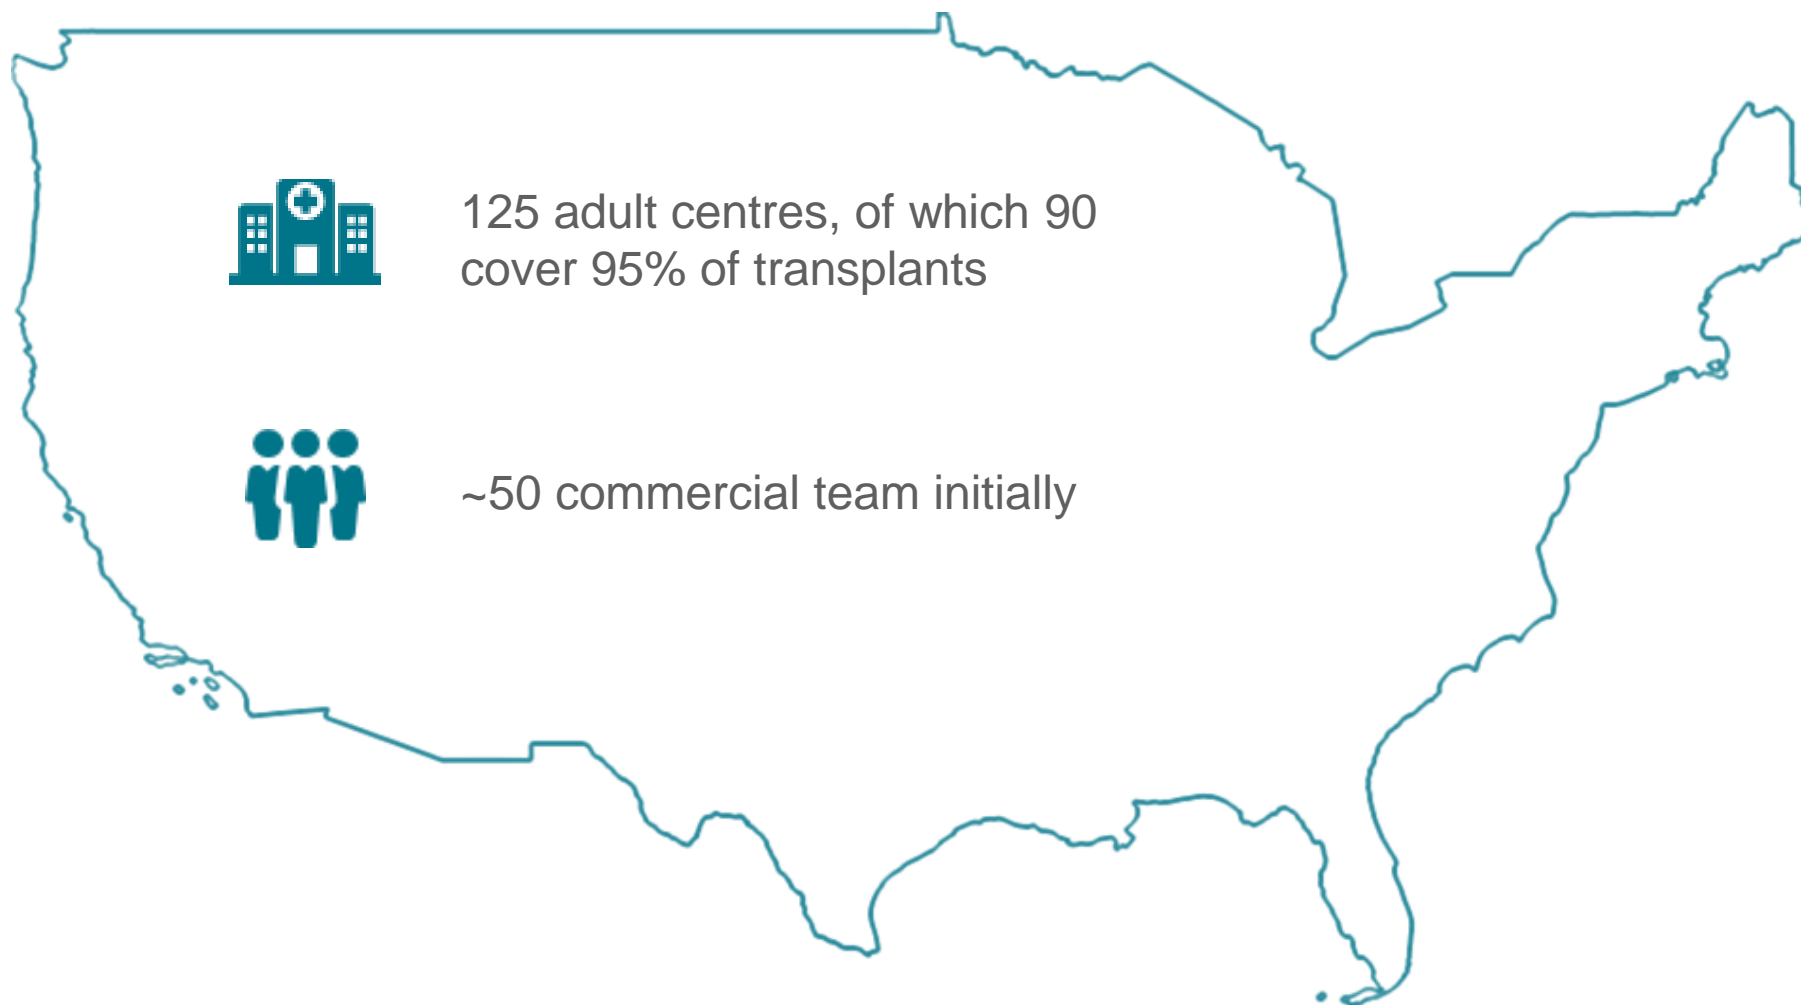 125 adult centres, of which 90
cover 95% of transplants
~50 commercial team initially